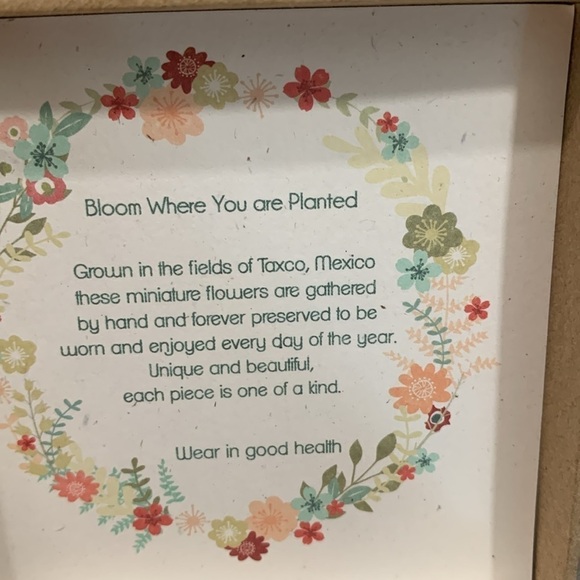 Bloom Where You are Planted
Grown in the fields of Taxco, Mexico
these miniature flowers are gathered
by hand and forever preserved to be
worn and enjoyed every day of the year.
Unique and beautiful,
each piece is one of a kind.
Wear in good health